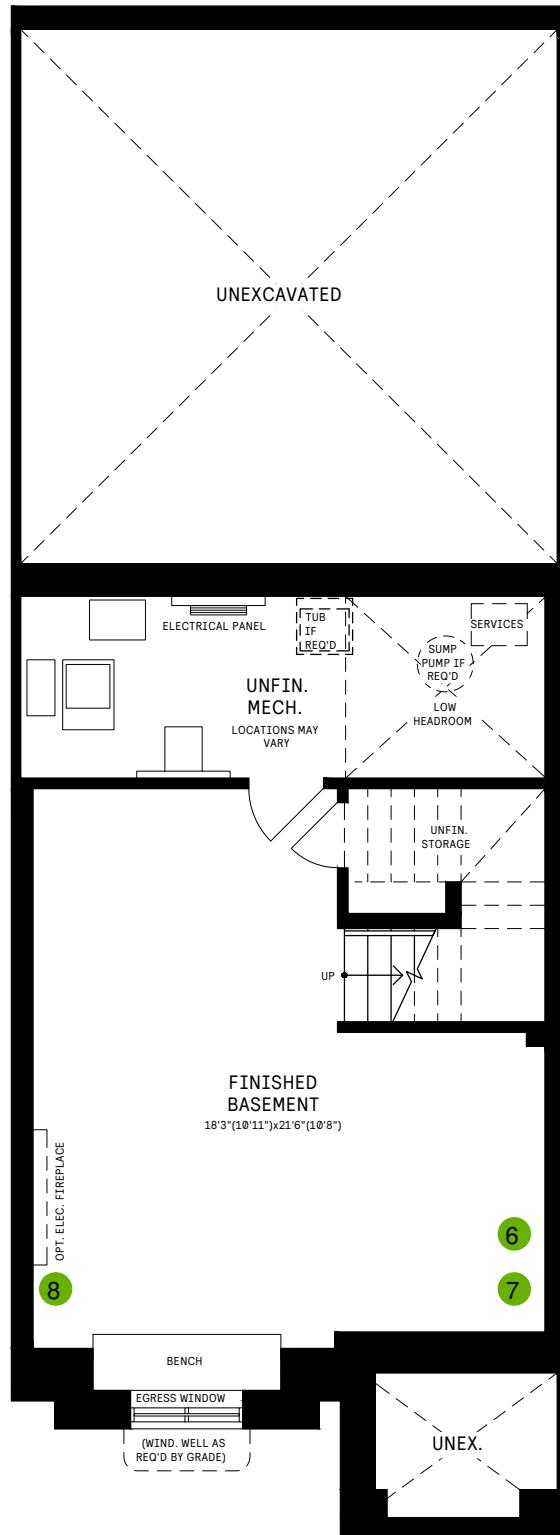 UNEXCAVATED
ELECTRICAL PANEL
TUB
IF
REQ'D
SERVICES
SUMP
PUMP IF
REQ'D
UNFIN.
MECH.
LOCATIONS MAY
VARY
LOW
HEADROOM
UNFIN.
STORAGE
UP
FINISHED
BASEMENT
18'3"(10'11")x21'6"(10'8")
OPT. ELEC. FIREPLACE
6
8
7
BENCH
EGRESS WINDOW
(WIND. WELL AS
REQ'D BY GRADE)
UNEX.